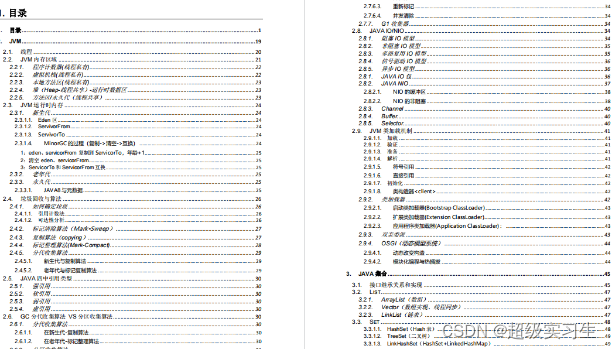 1. 目录
目录 1
JVM 19
2.1. 线程 20
2.2. JVM 内存区域 21
2.2.1. 程序计数器(线程私有) 22
2.2.2. 虚拟机栈(线程私有) 22
2.2.3. 本地方法区(线程私有) 23
2.2.4. 堆（Heap-线程共享）-运行时数据区 23
2.2.5. 方法区/永久代（线程共享） 23
2.3. JVM 运行时内存 24
2.3.1. 新生代 24
2.3.1.1. Eden 区 24
2.3.1.2. ServivorFrom 24
2.3.1.3. ServivorTo 24
2.3.1.4. MinorGC 的过程（复制->清空->互换） 24
1：eden、servicorFrom 复制到 ServicorTo，年龄+1 25
2：清空 eden、servicorFrom 25
3：ServicorTo 和 ServicorFrom 互换 25
2.3.2. 老年代 25
2.3.3. 永久代 25
2.3.3.1. JAVA8 与元数据 25
2.4. 垃圾回收与算法 26
2.4.1. 如何确定垃圾 26
2.4.1.1. 引用计数法 26
2.4.1.2. 可达性分析 26
2.4.2. 标记清除算法（Mark-Sweep） 27
2.4.3. 复制算法（copying） 27
2.4.4. 标记整理算法(Mark-Compact) 28
2.4.5. 分代收集算法 29
2.4.5.1. 新生代与复制算法 29
2.4.5.2. 老年代与标记复制算法 29
2.5. JAVA 四中引用类型 30
2.5.1. 强引用 30
2.5.2. 软引用 30
2.5.3. 弱引用 30
2.5.4. 虚引用 30
2.6. GC 分代收集算法 VS 分区收集算法 30
2.6.1. 分代收集算法 30
2.6.1.1. 在新生代-复制算法 30
2.6.1.2. 在老年代-标记整理算法 30
2.7.6.3. 重新标记 34
2.7.6.4. 并发清除 34
2.7.7. G1 收集器 34
2.8. JAVA IO/NIO 34
2.8.1. 阻塞 IO 模型 34
2.8.2. 非阻塞 IO 模型 35
2.8.3. 多路复用 IO 模型 35
2.8.4. 信号驱动 IO 模型 36
2.8.5. 异步 IO 模型 36
2.8.1. JAVA IO 包 36
2.8.2. JAVA NIO 37
2.8.2.1. NIO 的缓冲区 38
2.8.2.2. NIO 的非阻塞 38
2.8.3. Channel 40
2.8.4. Buffer 40
2.8.5. Selector 40
2.9. JVM 类加载机制 41
2.9.1.1. 加载 41
2.9.1.2. 验证 41
2.9.1.3. 准备 41
2.9.1.4. 解析 41
2.9.1.5. 符号引用 42
2.9.1.6. 直接引用 42
2.9.1.7. 初始化 42
2.9.1.8. 类构造器<client> 42
2.9.2. 类加载器 42
2.9.2.1. 启动类加载器(Bootstrap ClassLoader) 43
2.9.2.2. 扩展类加载器(Extension ClassLoader) 43
2.9.2.3. 应用程序类加载器(Application ClassLoader)： 43
2.9.3. 双亲委派 43
2.9.4. OSGI（动态模型系统） 44
2.9.4.1. 动态改变构造 44
2.9.4.2. 模块化编程与热插拔 44
3. JAVA 集合 45
3.1. 接口继承关系和实现 45
3.2. LIST 47
3.2.1. ArrayList（数组） 47
3.2.2. Vector（数组实现、线程同步） 47
3.2.3. LinkList（链表） 47
3.3. SET 48
3.3.1.1. HashSet（Hash 表）
3.3.1.2. TreeSet（二叉树）
3.3.1.3. LinkHashSet（HashSet+LinkedHashMap） 49
CSDN @超级实习生